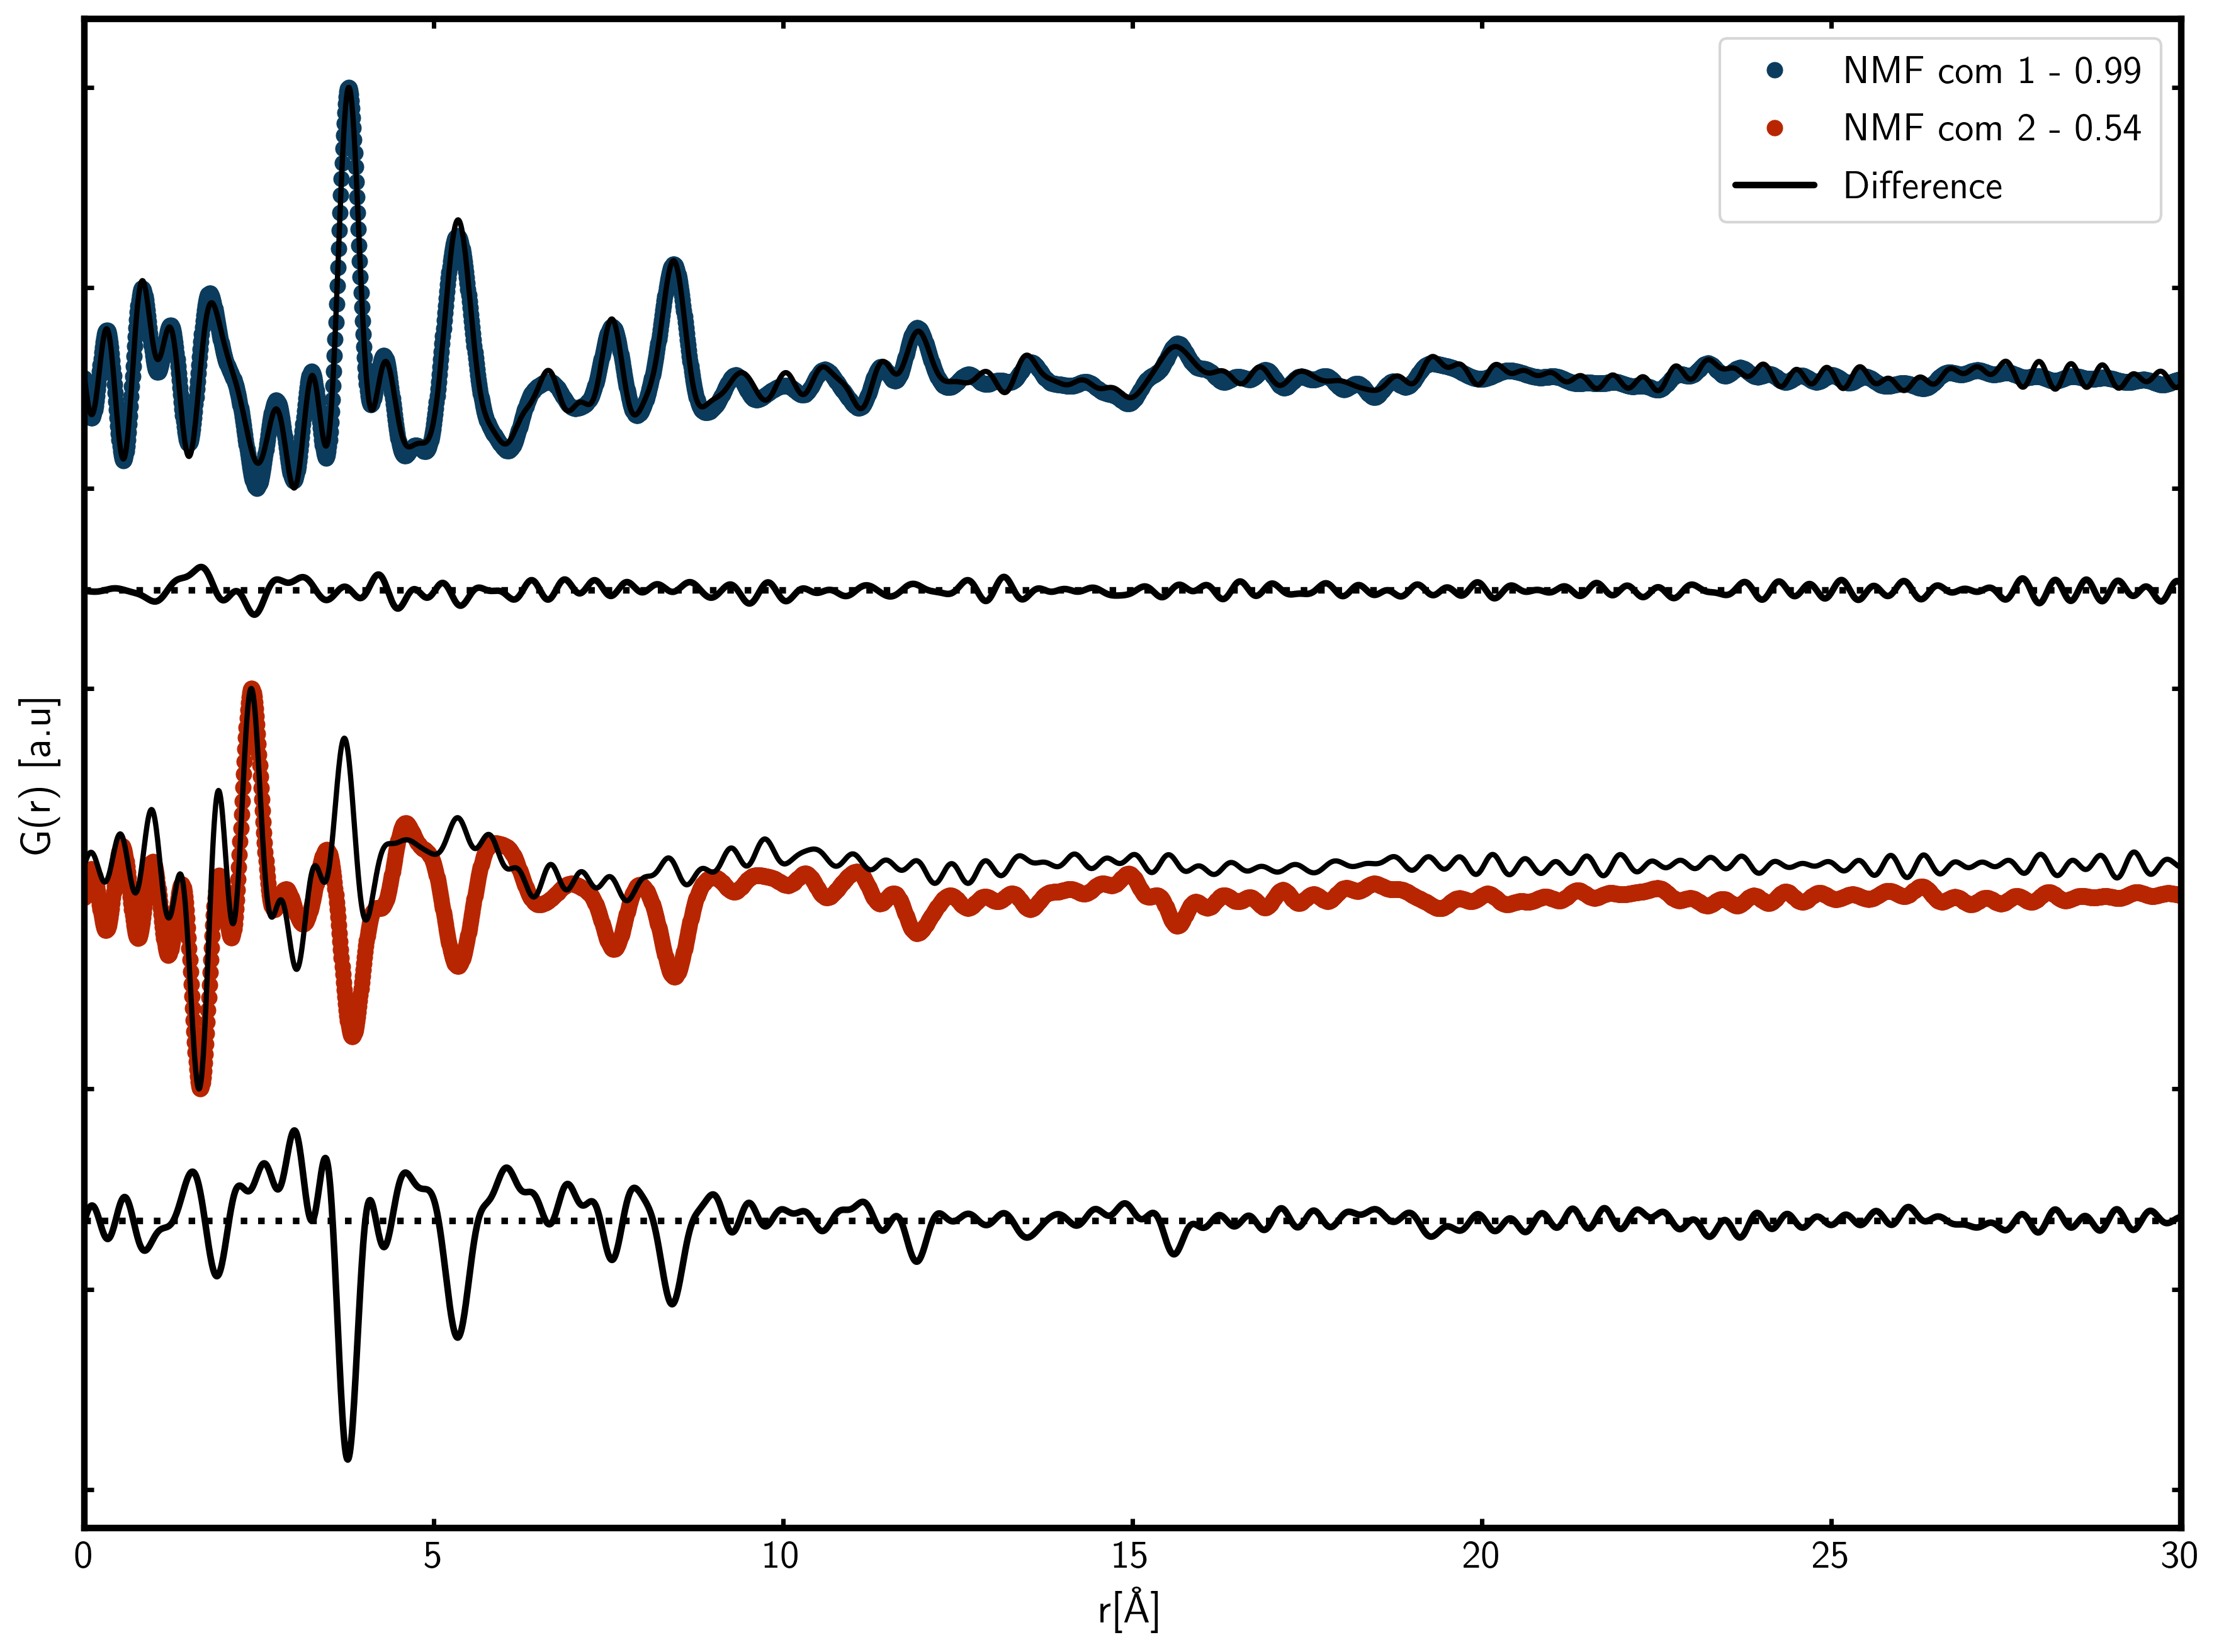 NMF com 1 - 0.99
NMF com 2 - 0.54
Difference
G(r) [a.u]
0 5 10 15 20 25 30
r[Å]